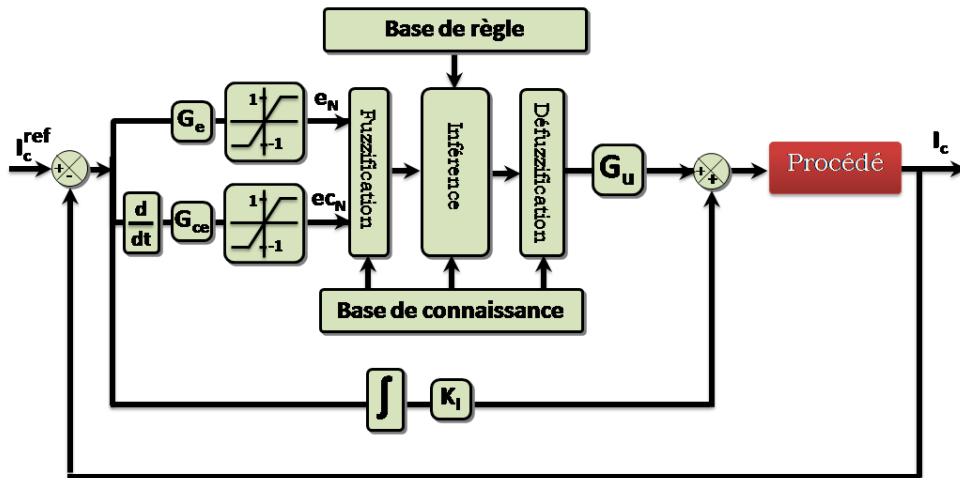 Base de règle
1
-1
e_N
G_e
I_c^ref
+
-
d
dt
G_ce
1
-1
ec_N
Fuzzification
Inférence
Défuzzification
G_u
+
+
Procédé
I_c
Base de connaissance
∫
K_I